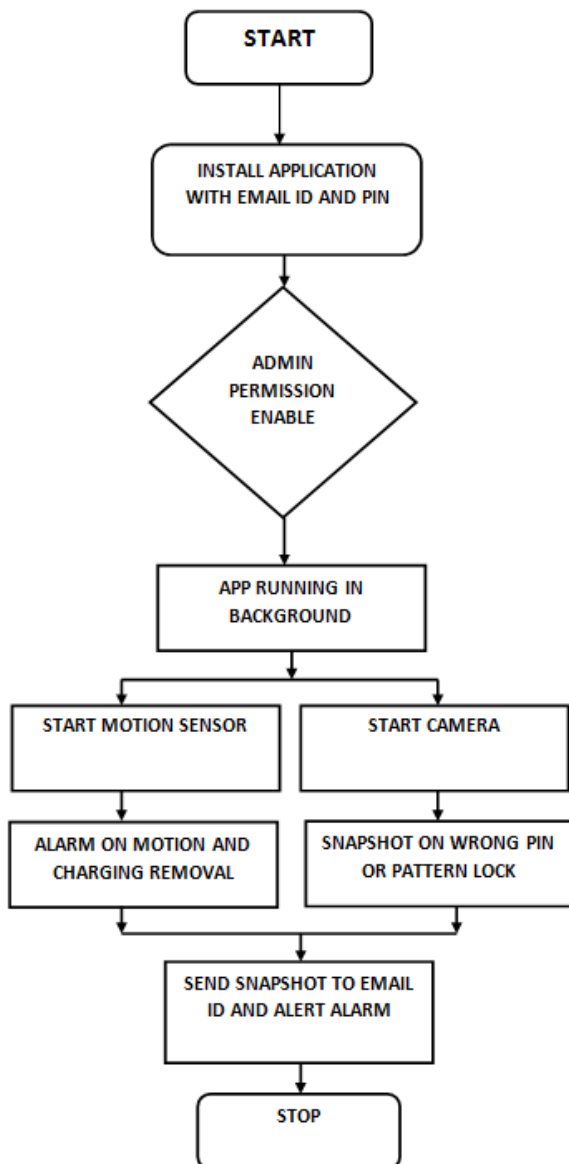 START
INSTALL APPLICATION
WITH EMAIL ID AND PIN
ADMIN
PERMISSION
ENABLE
APP RUNNING IN
BACKGROUND
START MOTION SENSOR
START CAMERA
ALARM ON MOTION AND
CHARGING REMOVAL
SNAPSHOT ON WRONG PIN
OR PATTERN LOCK
SEND SNAPSHOT TO EMAIL
ID AND ALERT ALARM
STOP